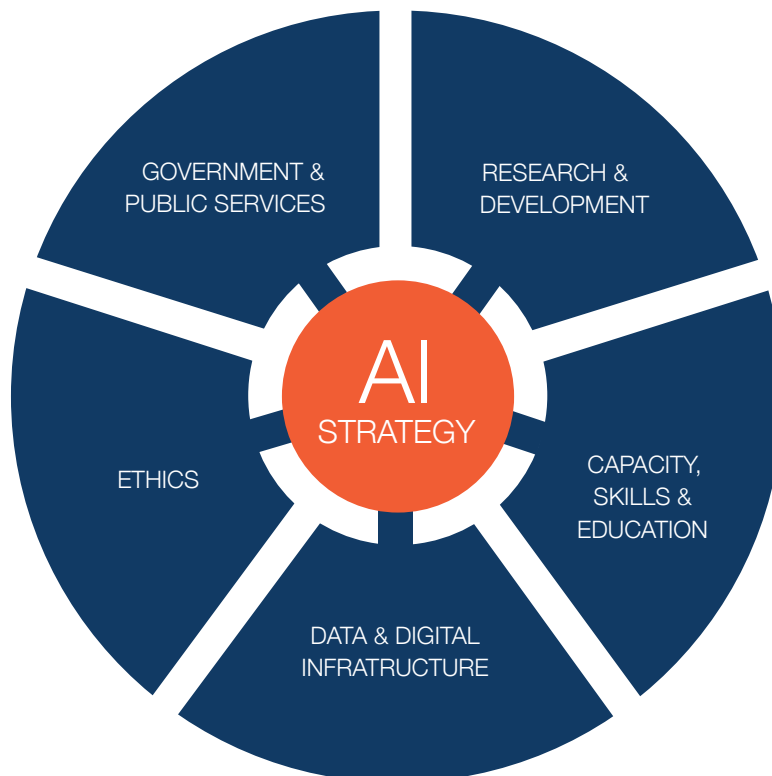 GOVERNMENT &
PUBLIC SERVICES
RESEARCH &
DEVELOPMENT
AI
STRATEGY
ETHICS
CAPACITY,
SKILLS &
EDUCATION
DATA & DIGITAL
INFRATRUCTURE